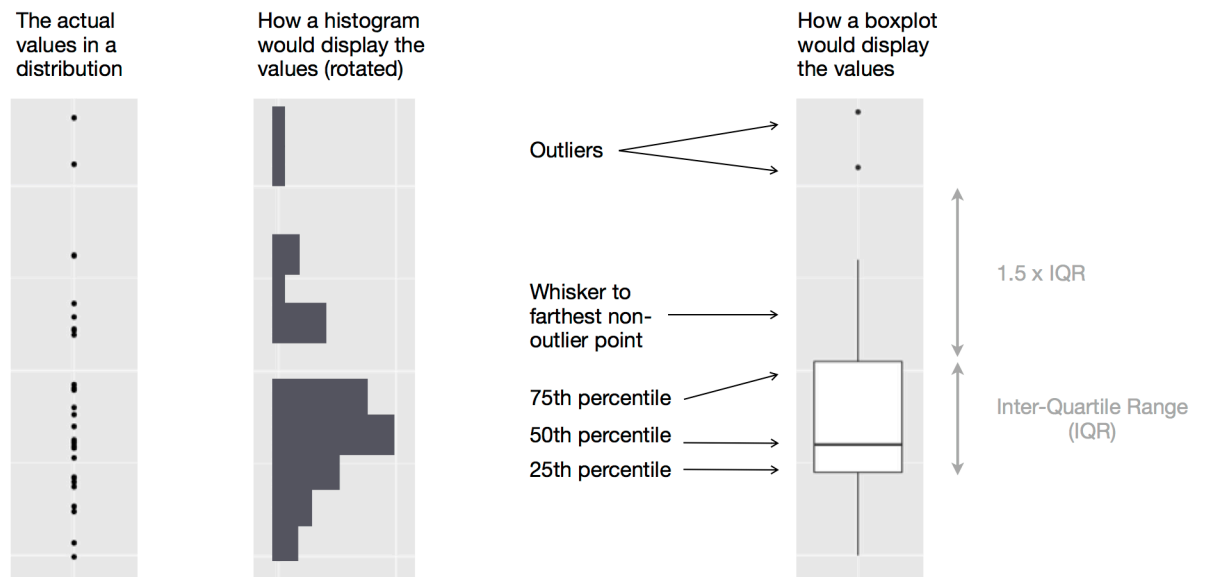 The actual
values in a
distribution
How a histogram
would display the
values (rotated)
How a boxplot
would display
the values
Outliers
1.5 x IQR
Whisker to
farthest non-
outlier point
75th percentile
Inter-Quartile Range
(IQR)
50th percentile
25th percentile